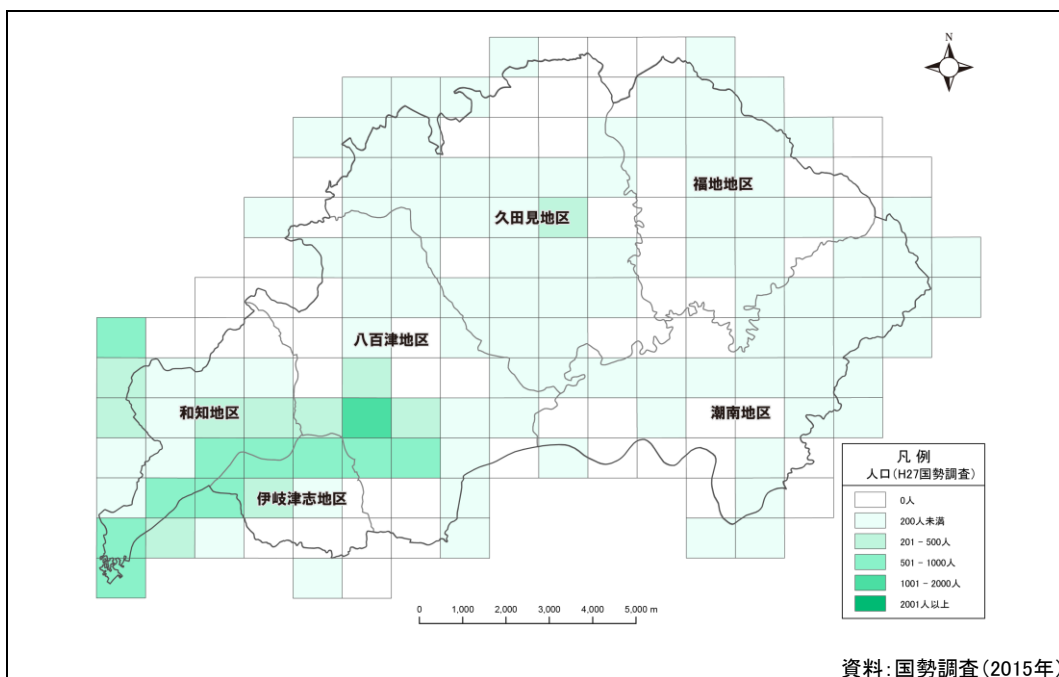 N
福地地区
久田見地区
八百津地区
和知地区
潮南地区
伊岐津志地区
凡 例
人口(H27国勢調査)
0人
200人未満
201 - 500人
501 - 1000人
1001 - 2000人
2001人以上
0 1,000 2,000 3,000 4,000 5,000 m
資料:国勢調査(2015年)